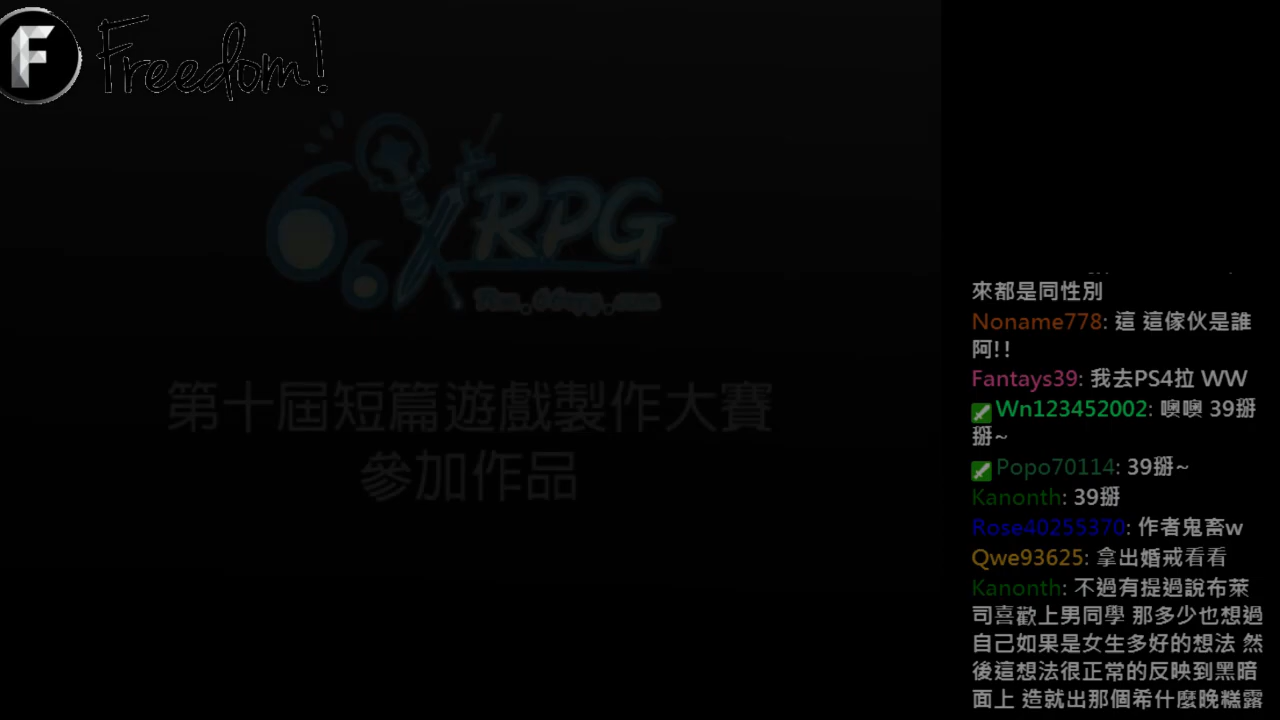 F Freedom!
66RPG
第十屆短篇遊戲製作大賽
參加作品
來都是同性別
Noname778: 這 這傢伙是誰
阿!!
Fantays39: 我去PS4拉 WW
Wn123452002: 噢噢 39掰
掰~
Popo70114: 39掰~
Kanonth: 39掰
Rose40255370: 作者鬼畜w
Qwe93625: 拿出婚戒看看
Kanonth: 不過有提過說布萊
司喜歡上男同學 那多少也想過
自己如果是女生多好的想法 然
後這想法很正常的反映到黑暗
面上 造就出那個希什麼晚糕露